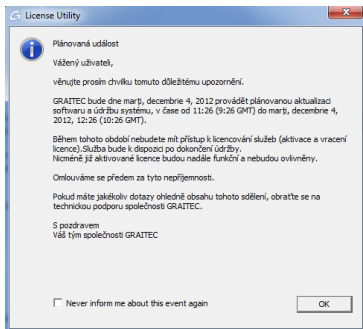 License Utility
Plánovaná událost
Vážený uživateli,
věnujte prosím chvilku tomuto důležitému upozornění.
GRAITEC bude dne marți, decembrie 4, 2012 provádět plánovanou aktualizaci
softwaru a údržbu systému, v čase od 11:26 (9:26 GMT) do marți, decembrie 4,
2012, 12:26 (10:26 GMT).
Během tohoto období nebudete mít přístup k licencování služeb (aktivace a vracení
licence).Služba bude k dispozici po dokončení údržby.
Nicméně již aktivované licence budou nadále funkční a nebudou ovlivněny.
Omlouváme se předem za tyto nepříjemnosti.
Pokud máte jakékoliv dotazy ohledně obsahu tohoto sdělení, obraťte se na
technickou podporu společnosti GRAITEC.
S pozdravem
Váš tým společnosti GRAITEC
Never inform me about this event again
OK